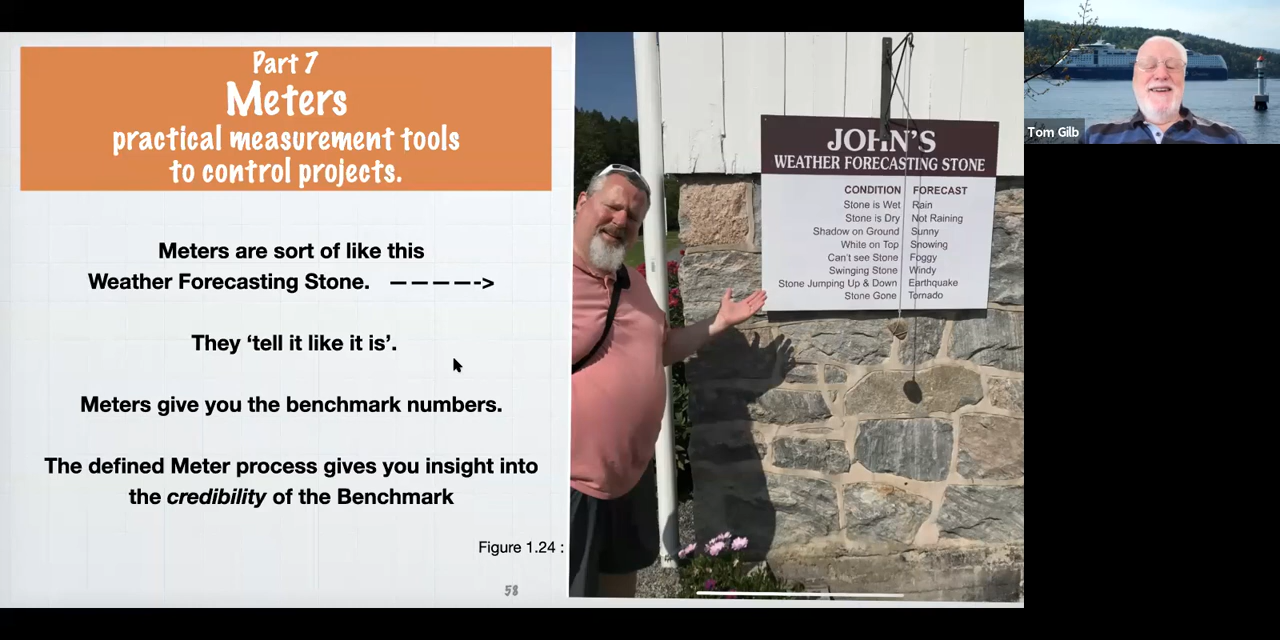 Part 7
Meters
practical measurement tools
to control projects.
Meters are sort of like this
Weather Forecasting Stone. — — — — - >
They ‘tell it like it is’.
Meters give you the benchmark numbers.
The defined Meter process gives you insight into
the credibility of the Benchmark
Figure 1.24 :
58
JOHN'S
WEATHER FORECASTING STONE
CONDITION FORECAST
Stone is Wet Rain
Stone is Dry Not Raining
Shadow on Ground Sunny
White on Top Snowing
Can't see Stone Foggy
Swinging Stone Windy
Stone Jumping Up & Down Earthquake
Stone Gone Tornado
Tom Gilb